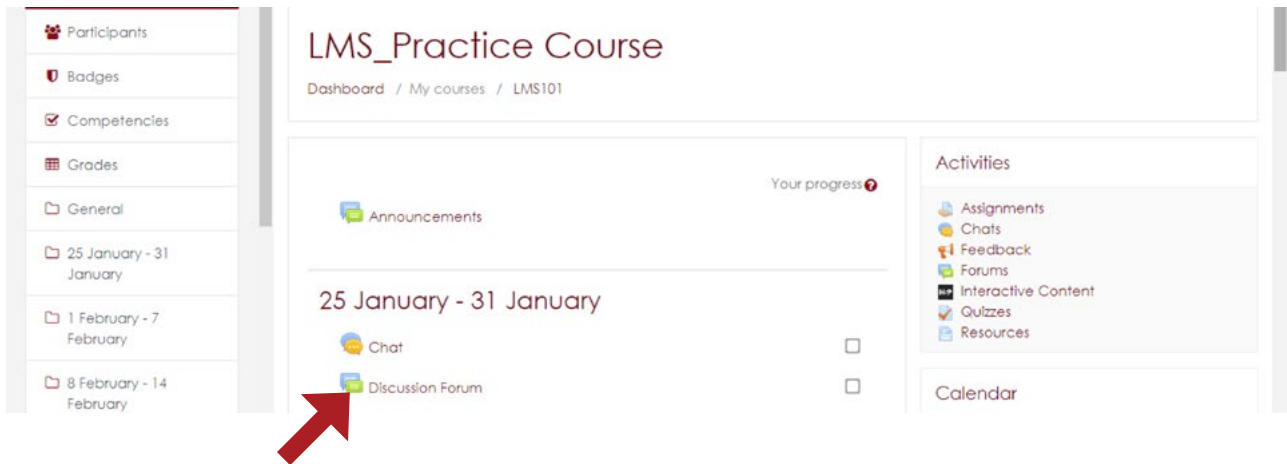 Participants
Badges
Competencies
Grades
General
25 January - 31
January
1 February - 7
February
8 February - 14
February
LMS_Practice Course
Dashboard / My courses / LMS101
Your progress
Announcements
25 January - 31 January
Chat
Discussion Forum
Activities
Assignments
Chats
Feedback
Forums
H5P Interactive Content
Quizzes
Resources
Calendar